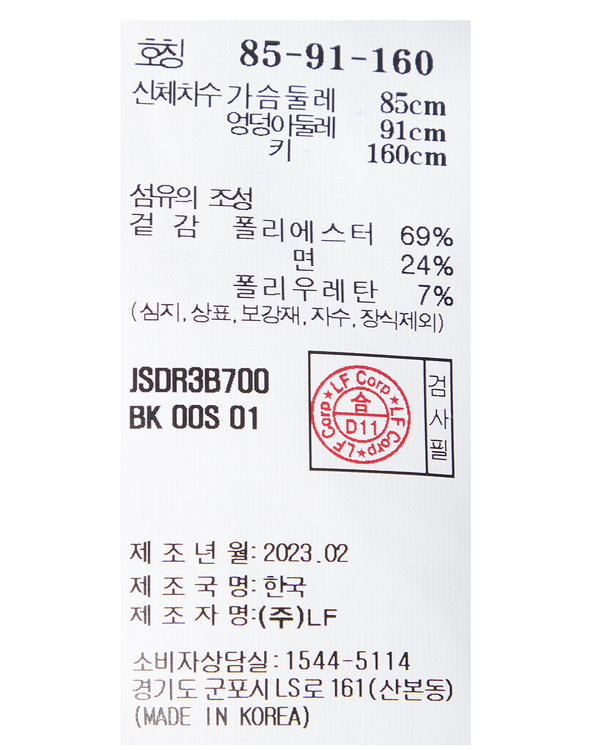 호칭 85-91-160
신체치수 가슴둘레 85cm
엉덩이둘레 91cm
키 160cm
섬유의 조성
겉감 폴리에스터 69%
면 24%
폴리우레탄 7%
(심지,상표,보강재,자수,장식제외)
JSDR3B700
BK 00S 01
LF Corp★LF Corp★LF Corp★
合
D11
검사필
제조년월:2023.02
제조국명:한국
제조자명:(주)LF
소비자상담실:1544-5114
경기도 군포시 LS로 161(산본동)
(MADE IN KOREA)